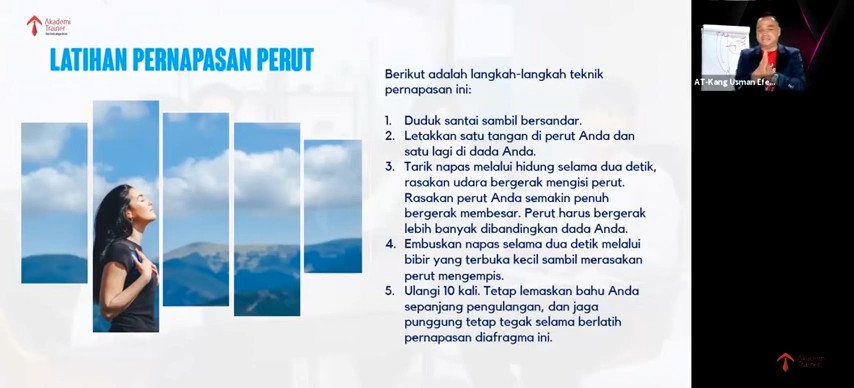 Akademi
Trainer
LATIHAN PERNAPASAN PERUT
Berikut adalah langkah-langkah teknik
pernapasan ini:
1. Duduk santai sambil bersandar.
2. Letakkan satu tangan di perut Anda dan
satu lagi di dada Anda.
3. Tarik napas melalui hidung selama dua detik,
rasakan udara bergerak mengisi perut.
Rasakan perut Anda semakin penuh
bergerak membesar. Perut harus bergerak
lebih banyak dibandingkan dada Anda.
4. Embuskan napas selama dua detik melalui
bibir yang terbuka kecil sambil merasakan
perut mengempis.
5. Ulangi 10 kali. Tetap lemaskan bahu Anda
sepanjang pengulangan, dan jaga
punggung tetap tegak selama berlatih
pernapasan diafragma ini.
AT-Kang Usman Efe...
Akademi
Trainer